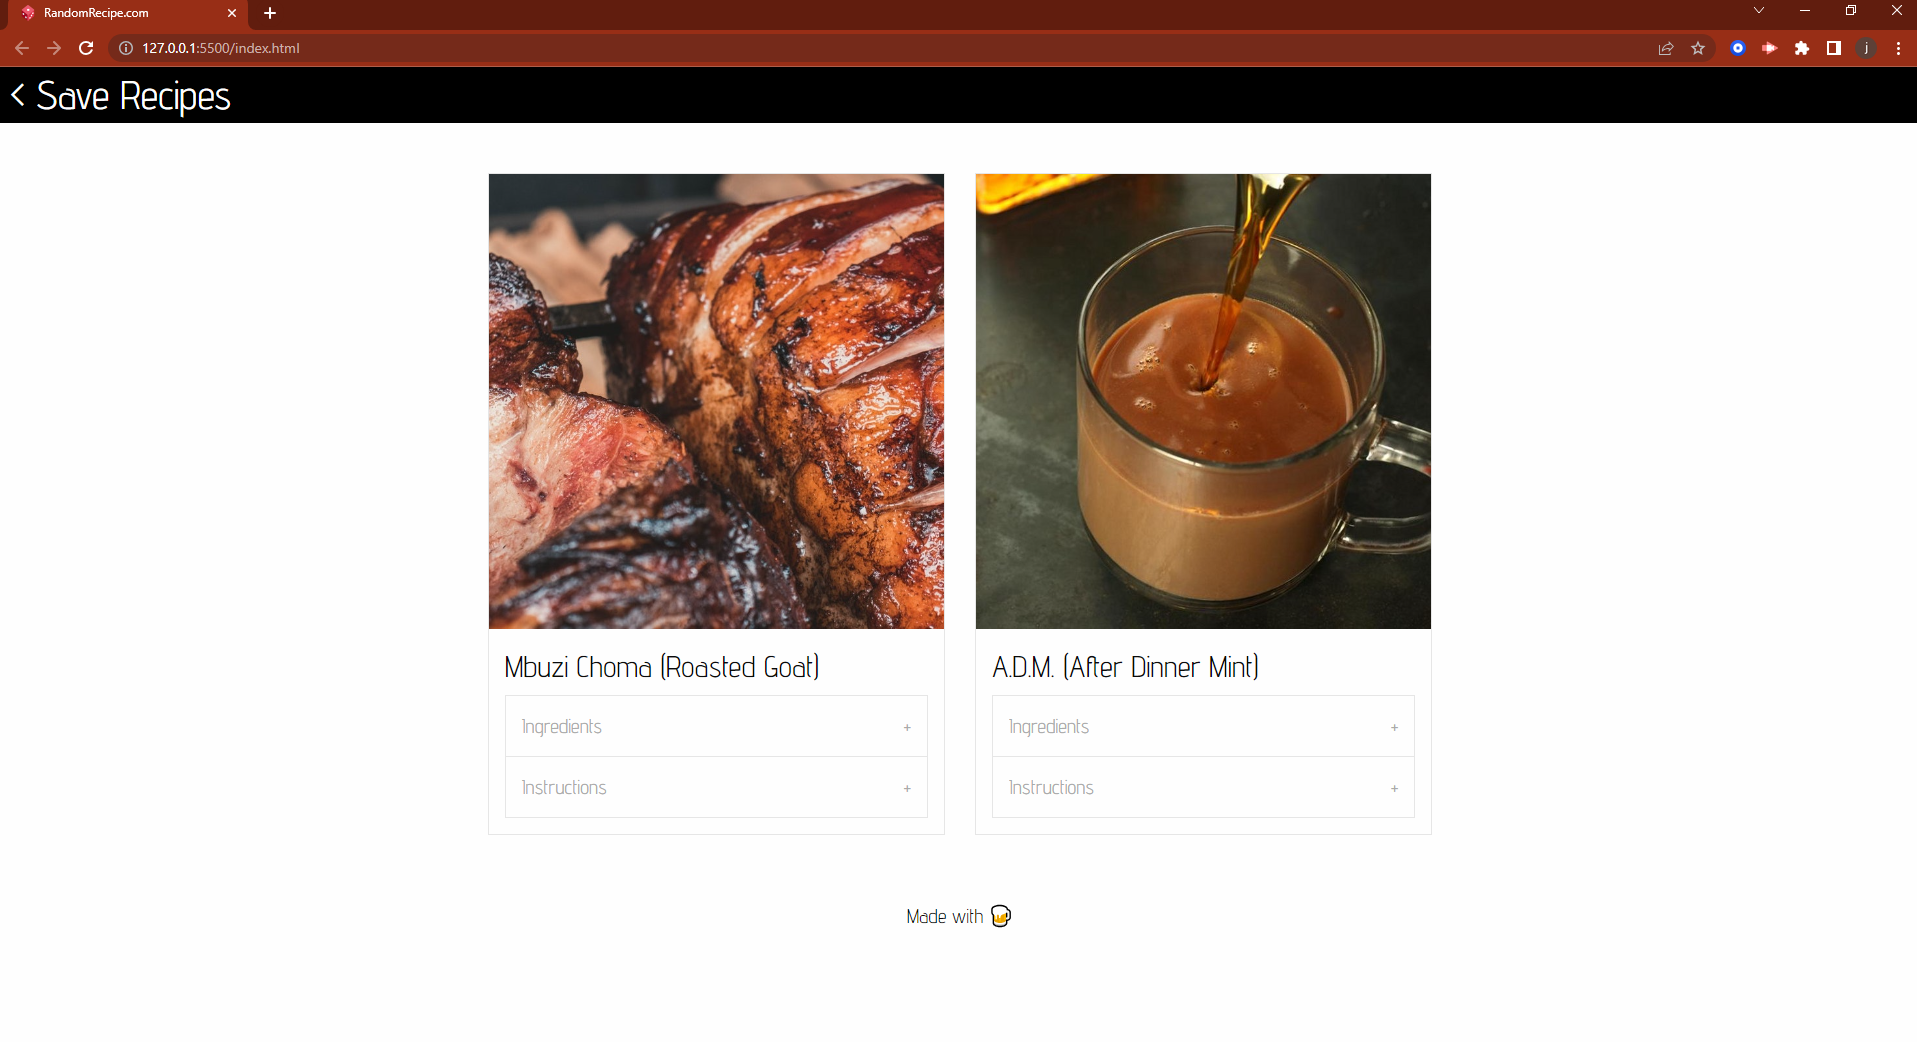 RandomRecipe.com
127.0.0.1:5500/index.html
j
Save Recipes
Mbuzi Choma (Roasted Goat)
Ingredients +
Instructions +
A.D.M. (After Dinner Mint)
Ingredients +
Instructions +
Made with